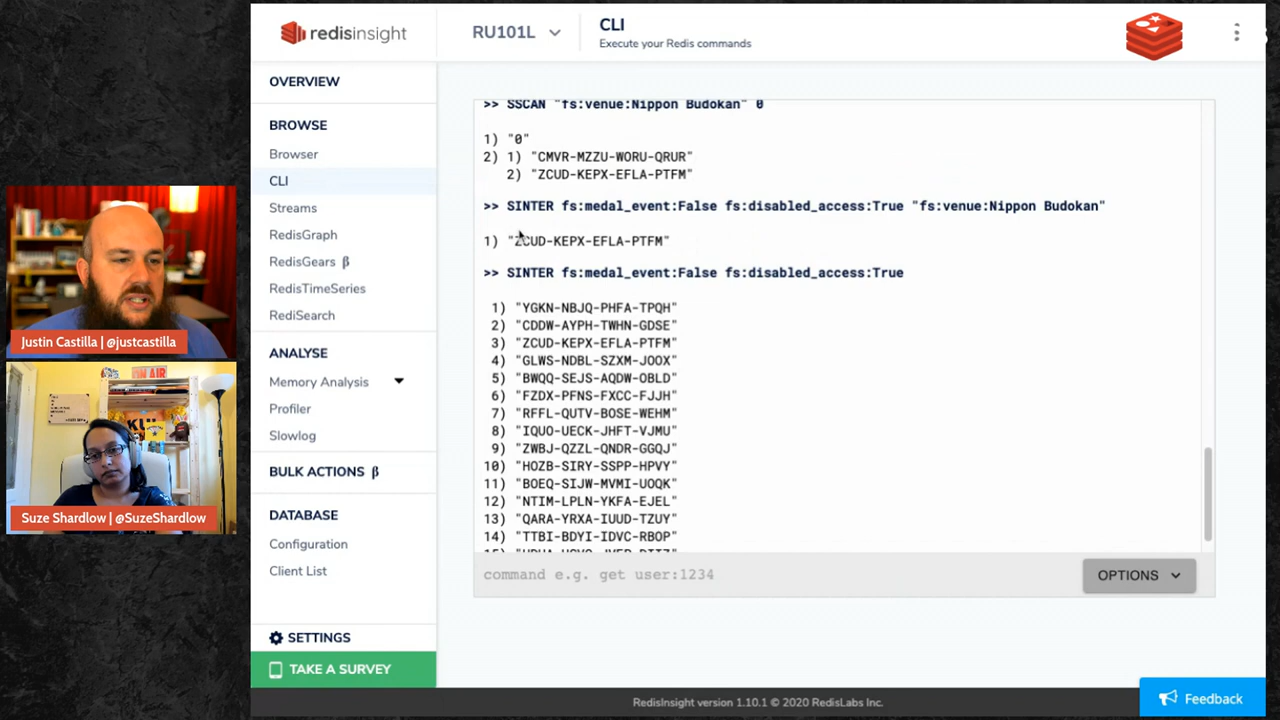 redisinsight
RU101L
CLI
Execute your Redis commands
OVERVIEW
BROWSE
Browser
CLI
Streams
RedisGraph
RedisGears β
RedisTimeSeries
RediSearch
ANALYSE
Memory Analysis
Profiler
Slowlog
BULK ACTIONS β
DATABASE
Configuration
Client List
SETTINGS
TAKE A SURVEY
>> SSCAN "fs:venue:Nippon Budokan" 0
1) "0"
2) 1) "CMVR-MZZU-WORU-QRUR"
2) "ZCUD-KEPX-EFLA-PTFM"
>> SINTER fs:medal_event:False fs:disabled_access:True "fs:venue:Nippon Budokan"
1) "ZCUD-KEPX-EFLA-PTFM"
>> SINTER fs:medal_event:False fs:disabled_access:True
1) "YGKN-NBJQ-PHFA-TPQH"
2) "CDDW-AYPH-TWHN-GDSE"
3) "ZCUD-KEPX-EFLA-PTFM"
4) "GLWS-NDBL-SZXM-JOOX"
5) "BWQQ-SEJS-AQDW-OBLD"
6) "FZDX-PFNS-FXCC-FJJH"
7) "RFFL-QUTV-BOSE-WEHM"
8) "IQUO-UECK-JHFT-VJMU"
9) "ZWBJ-QZZL-QNDR-GGQJ"
10) "HOZB-SIRY-SSPP-HPVY"
11) "BOEQ-SIJW-MVMI-UOQK"
12) "NTIM-LPLN-YKFA-EJEL"
13) "QARA-YRXA-IUUD-TZUY"
14) "TTBI-BDYI-IDVC-RBOP"
command e.g. get user:1234
OPTIONS
RedisInsight version 1.10.1 © 2020 RedisLabs Inc.
Feedback
Justin Castilla | @justcastilla
ON AIR
Suze Shardlow | @SuzeShardlow